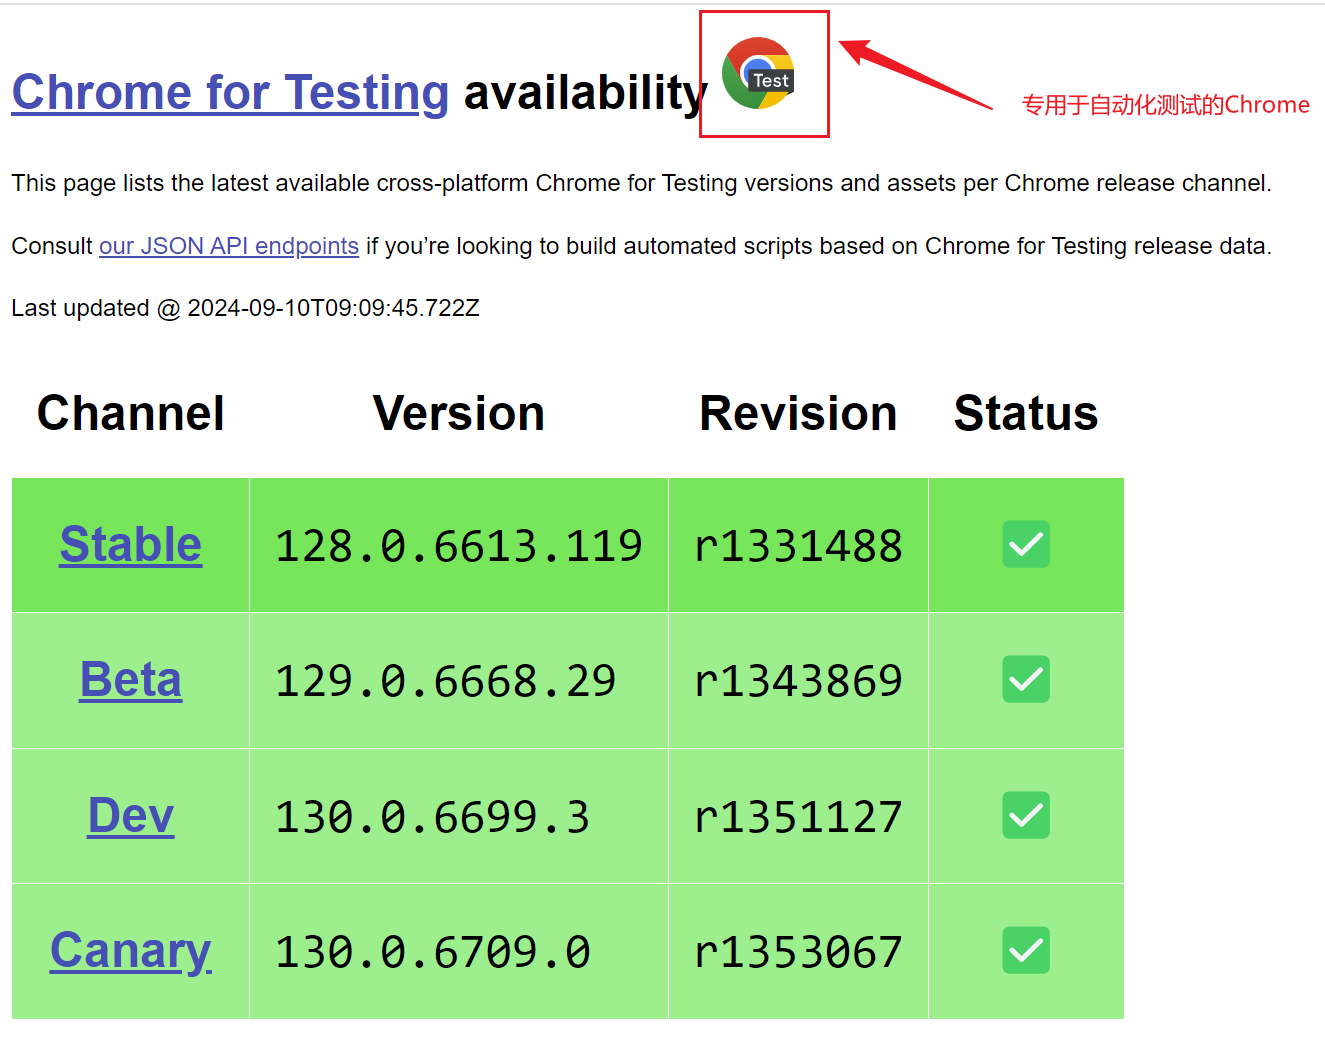 Test
Chrome for Testing availability
专用于自动化测试的Chrome
This page lists the latest available cross-platform Chrome for Testing versions and assets per Chrome release channel.
Consult our JSON API endpoints if you’re looking to build automated scripts based on Chrome for Testing release data.
Last updated @ 2024-09-10T09:09:45.722Z
Channel Version Revision Status
Stable 128.0.6613.119 r1331488 ✅
Beta 129.0.6668.29 r1343869 ✅
Dev 130.0.6699.3 r1351127 ✅
Canary 130.0.6709.0 r1353067 ✅